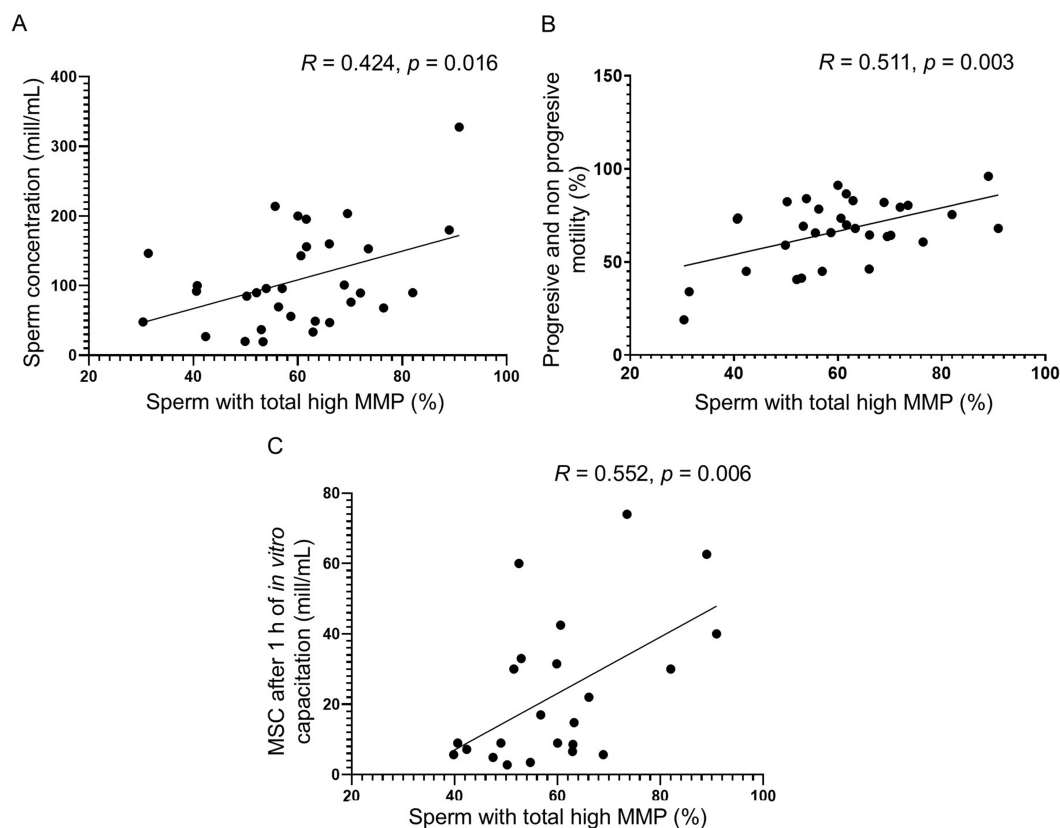 A
R = 0.424, p = 0.016
400
300
200
100
0
Sperm concentration (mill/mL)
20 40 60 80 100
Sperm with total high MMP (%)
B
R = 0.511, p = 0.003
150
100
50
0
Progresive and non progresive
motility (%)
20 40 60 80 100
Sperm with total high MMP (%)
C
R = 0.552, p = 0.006
80
60
40
20
0
MSC after 1 h of in vitro
capacitation (mill/mL)
20 40 60 80 100
Sperm with total high MMP (%)